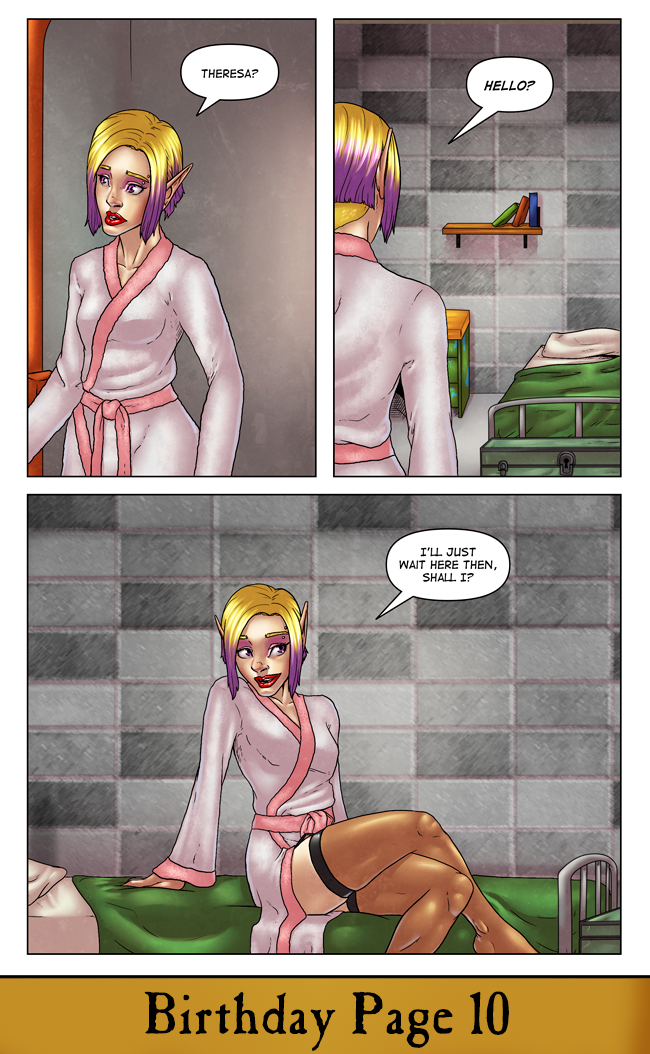 THERESA?
HELLO?
I'LL JUST
WAIT HERE THEN,
SHALL I?
Birthday Page 10